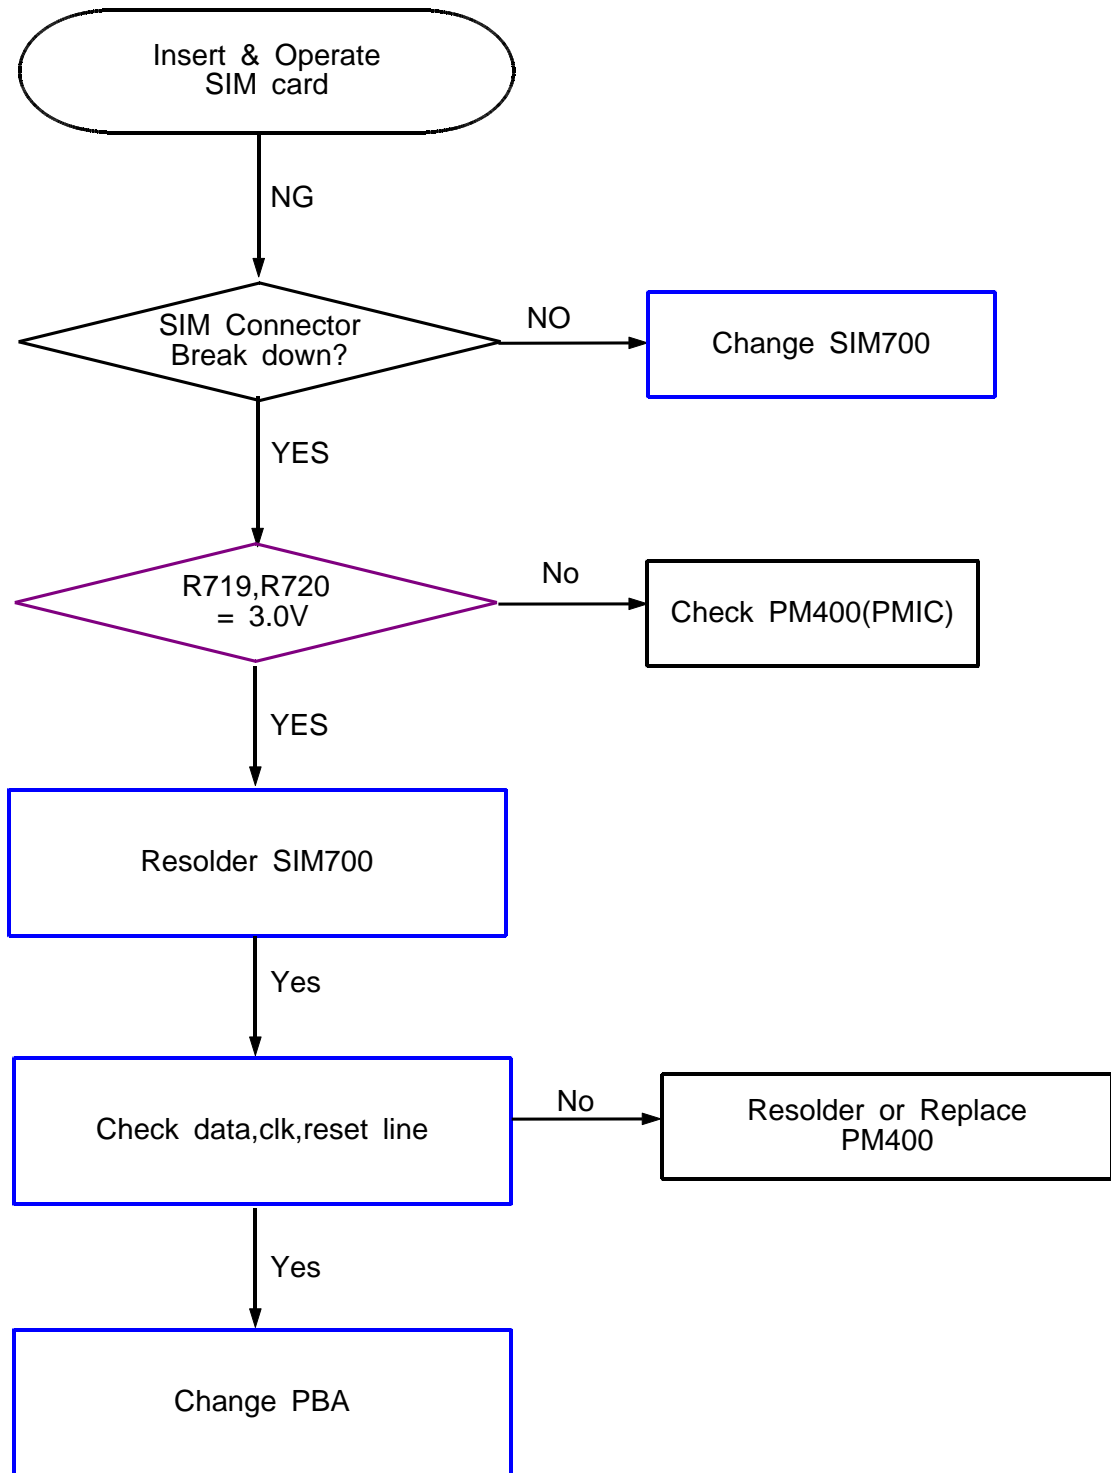 Insert & Operate
SIM card
NG
SIM Connector
Break down?
NO
Change SIM700
YES
R719,R720
= 3.0V
No
Check PM400(PMIC)
YES
Resolder SIM700
Yes
Check data,clk,reset line
No
Resolder or Replace
PM400
Yes
Change PBA